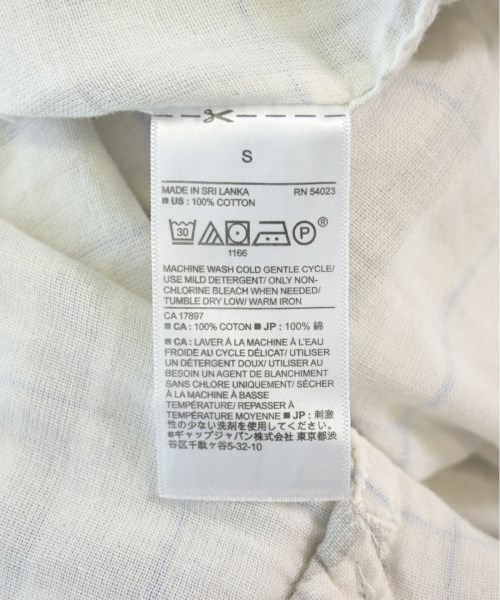 S
MADE IN SRI LANKA RN 54023
US : 100% COTTON
30 P ®
1166
MACHINE WASH COLD GENTLE CYCLE/
USE MILD DETERGENT/ ONLY NON-
CHLORINE BLEACH WHEN NEEDED/
TUMBLE DRY LOW/ WARM IRON
CA 17897
CA : 100% COTON ■ JP : 100% 綿
CA : LAVER À LA MACHINE À L'EAU
FROIDE AU CYCLE DÉLICAT/ UTILISER
UN DÉTERGENT DOUX/ UTILISER AU
BESOIN UN AGENT DE BLANCHIMENT
SANS CHLORE UNIQUEMENT/ SÉCHER
À LA MACHINE À BASSE
TEMPÉRATURE/ REPASSER À
TEMPÉRATURE MOYENNE ■ JP : 刺激
性の少ない洗剤を使用してください。
ギャップジャパン株式会社 東京都渋
谷区千駄ヶ谷5-32-10